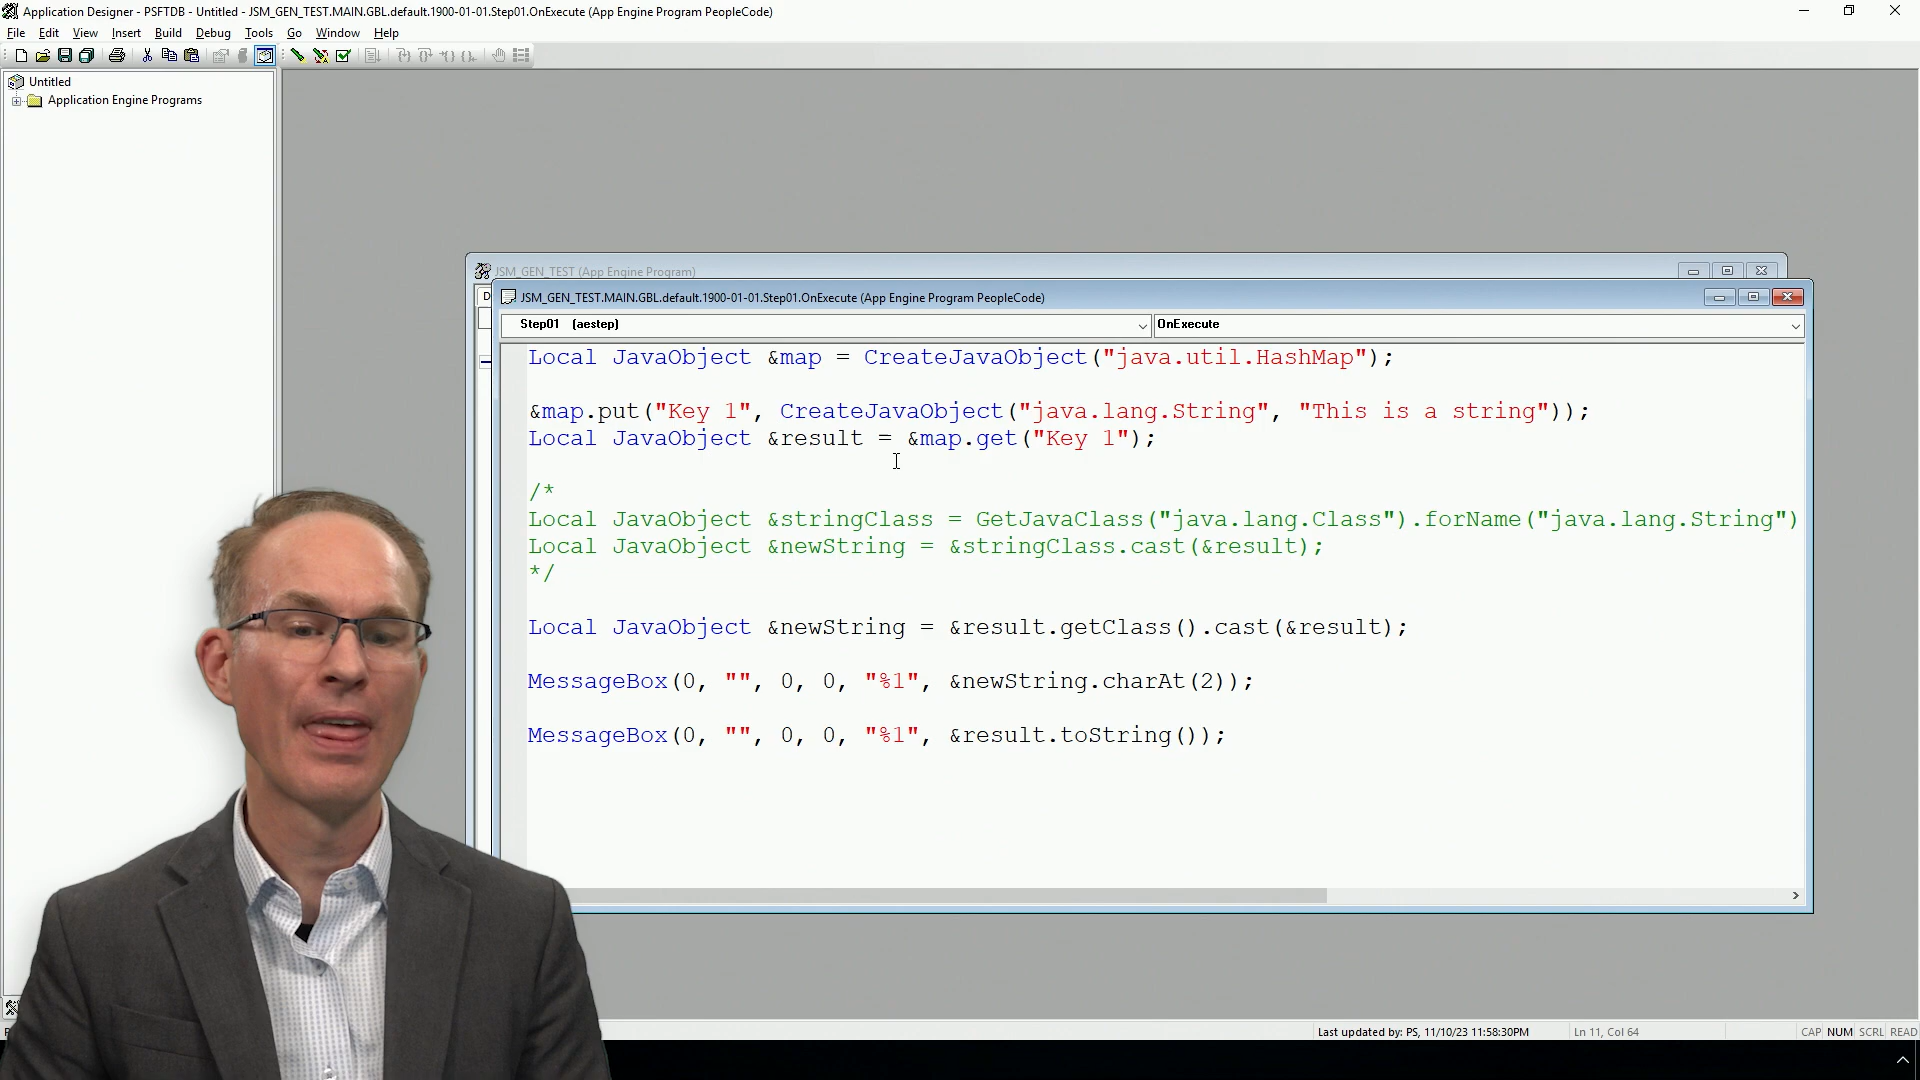 Application Designer - PSFTDB - Untitled - JSM_GEN_TEST.MAIN.GBL.default.1900-01-01.Step01.OnExecute (App Engine Program PeopleCode)
File Edit View Insert Build Debug Tools Go Window Help
Untitled
Application Engine Programs
JSM_GEN_TEST (App Engine Program)
D
JSM_GEN_TEST.MAIN.GBL.default.1900-01-01.Step01.OnExecute (App Engine Program PeopleCode)
Step01 (aestep) OnExecute
Local JavaObject &map = CreateJavaObject("java.util.HashMap");
&map.put("Key 1", CreateJavaObject("java.lang.String", "This is a string"));
Local JavaObject &result = &map.get("Key 1");
/*
Local JavaObject &stringClass = GetJavaClass("java.lang.Class").forName("java.lang.String")
Local JavaObject &newString = &stringClass.cast(&result);
*/
Local JavaObject &newString = &result.getClass().cast(&result);
MessageBox(0, "", 0, 0, "%1", &newString.charAt(2));
MessageBox(0, "", 0, 0, "%1", &result.toString());
Last updated by: PS, 11/10/23 11:58:30PM Ln 11, Col 64 CAP NUM SCRL READ